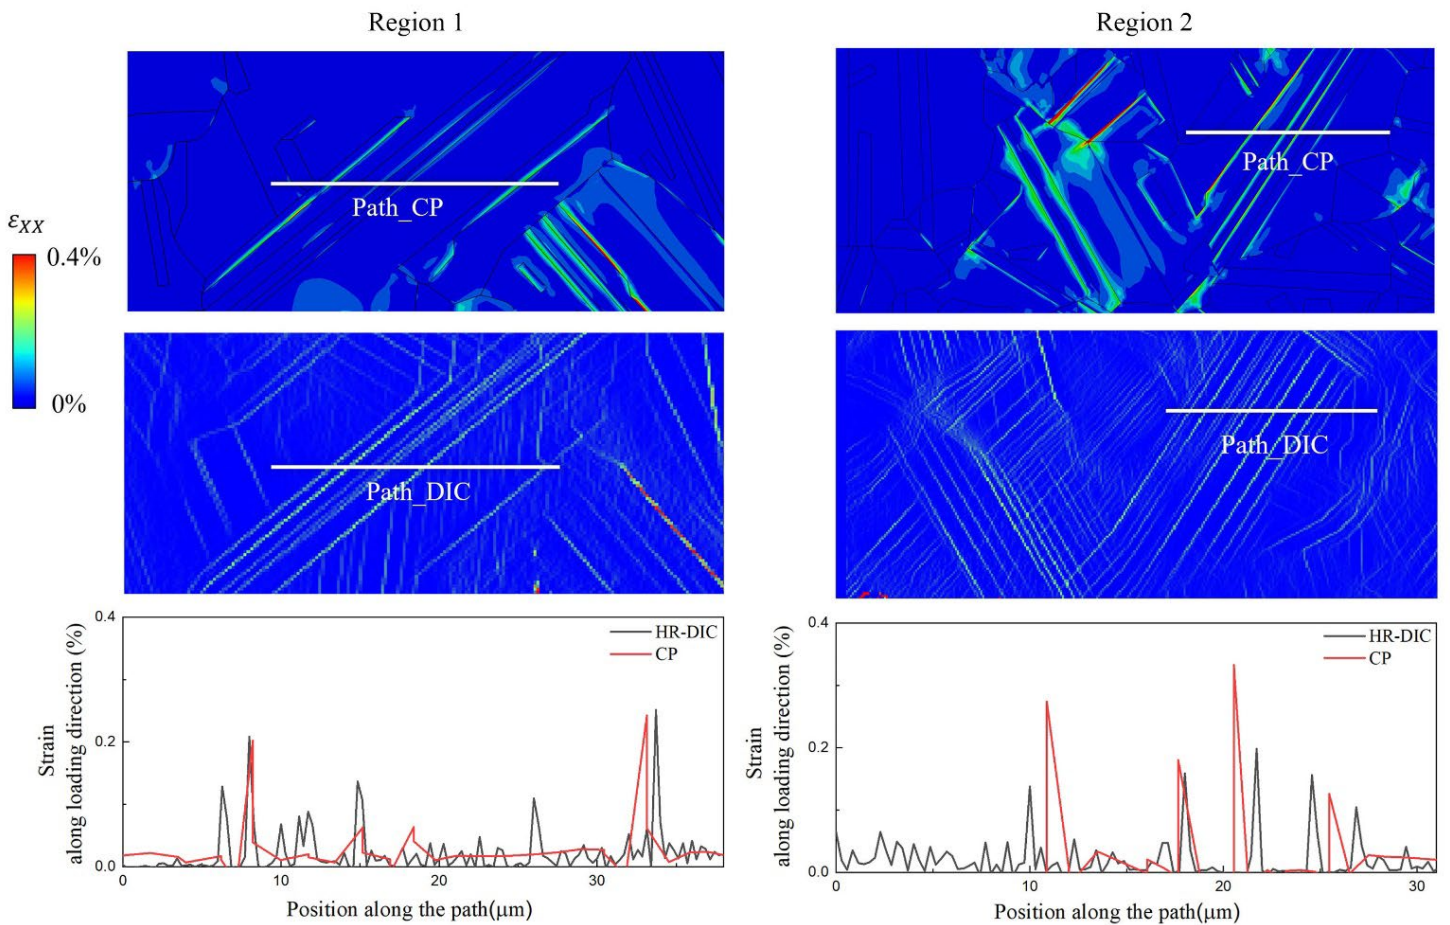 Region 1
Region 2
Path_CP
Path_CP
εXX
0.4%
0%
Path_DIC
Path_DIC
0.4
0.2
0.0
Strain
along loading direction (%)
HR-DIC
CP
0
10
20
30
Position along the path(μm)
0.4
0.2
0.0
Strain
along loading direction (%)
HR-DIC
CP
0
10
20
30
Position along the path(μm)